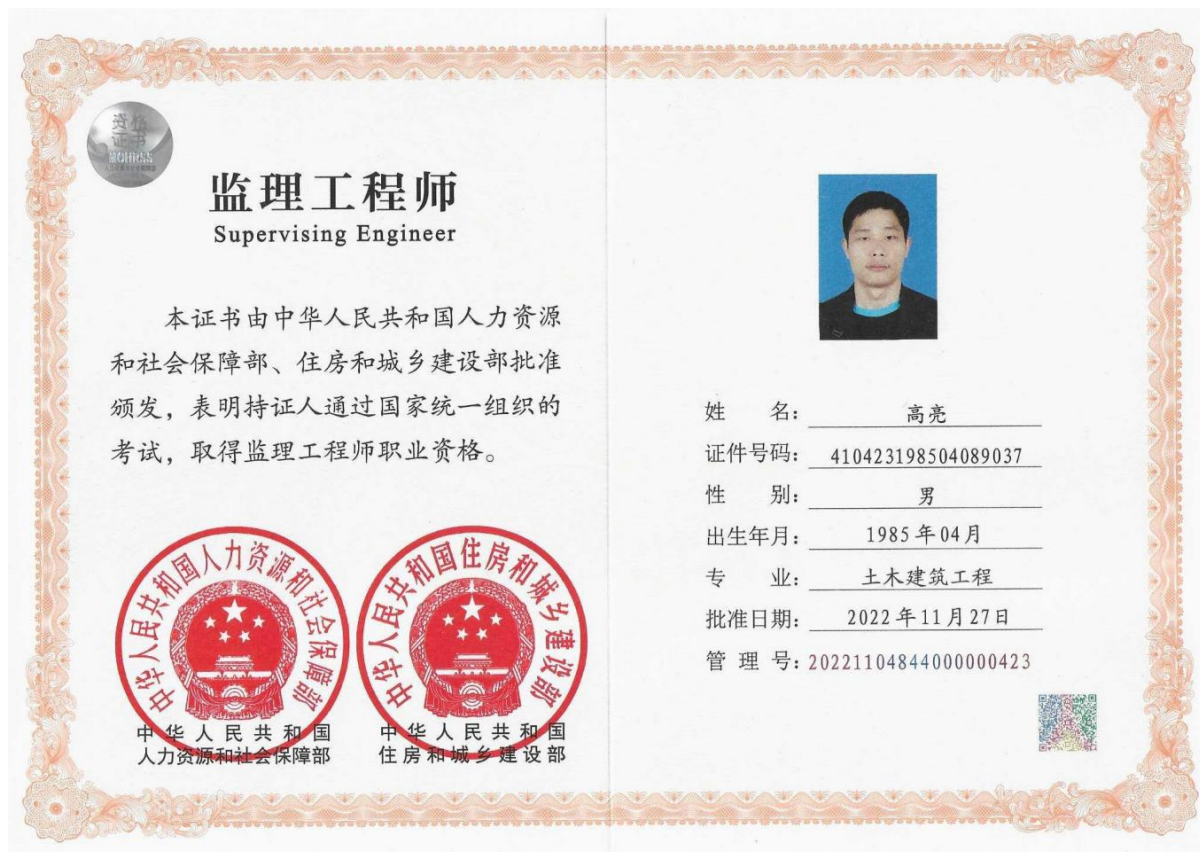 资格
证书
MOHRSS
监理工程师
Supervising Engineer
本证书由中华人民共和国人力资源
和社会保障部、住房和城乡建设部批准
颁发，表明持证人通过国家统一组织的
考试，取得监理工程师职业资格。
中华人民共和国人力资源和社会保障部
中华人民共和国
人力资源和社会保障部
中华人民共和国住房和城乡建设部
中华人民共和国
住房和城乡建设部
姓 名： 高亮
证件号码： 410423198504089037
性 别： 男
出生年月： 1985年04月
专 业： 土木建筑工程
批准日期： 2022年11月27日
管 理 号：20221104844000000423